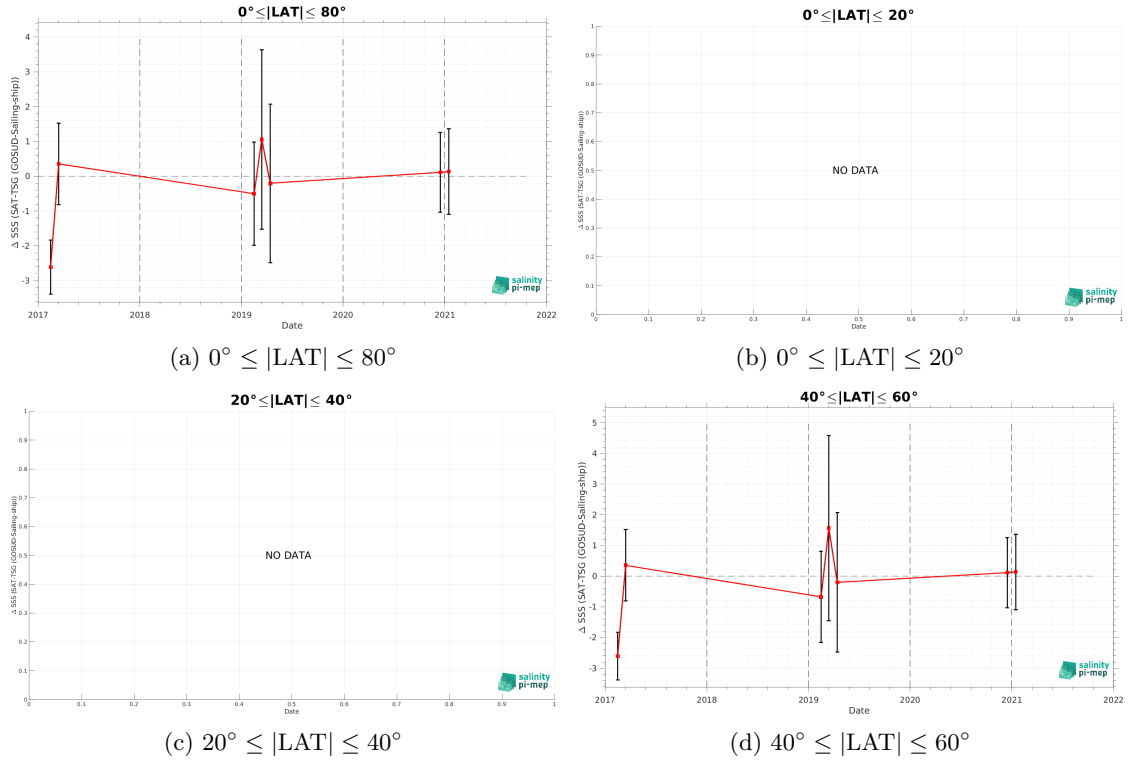 0°≤|LAT|≤ 80°
Δ SSS (SAT-TSG (GOSUD-Sailing-ship))
4
3
2
1
0
-1
-2
-3
2017 2018 2019 2020 2021 2022
Date
salinity
pi-mep
(a) 0° ≤ |LAT| ≤ 80°
0°≤|LAT|≤ 20°
Δ SSS (SAT-TSG (GOSUD-Sailing-ship))
1
0.9
0.8
0.7
0.6
0.5
0.4
0.3
0.2
0.1
0
NO DATA
0 0.1 0.2 0.3 0.4 0.5 0.6 0.7 0.8 0.9 1
Date
salinity
pi-mep
(b) 0° ≤ |LAT| ≤ 20°
20°≤|LAT|≤ 40°
Δ SSS (SAT-TSG (GOSUD-Sailing-ship))
1
0.9
0.8
0.7
0.6
0.5
0.4
0.3
0.2
0.1
0
NO DATA
0 0.1 0.2 0.3 0.4 0.5 0.6 0.7 0.8 0.9 1
Date
salinity
pi-mep
(c) 20° ≤ |LAT| ≤ 40°
40°≤|LAT|≤ 60°
Δ SSS (SAT-TSG (GOSUD-Sailing-ship))
5
4
3
2
1
0
-1
-2
-3
2017 2018 2019 2020 2021 2022
Date
salinity
pi-mep
(d) 40° ≤ |LAT| ≤ 60°